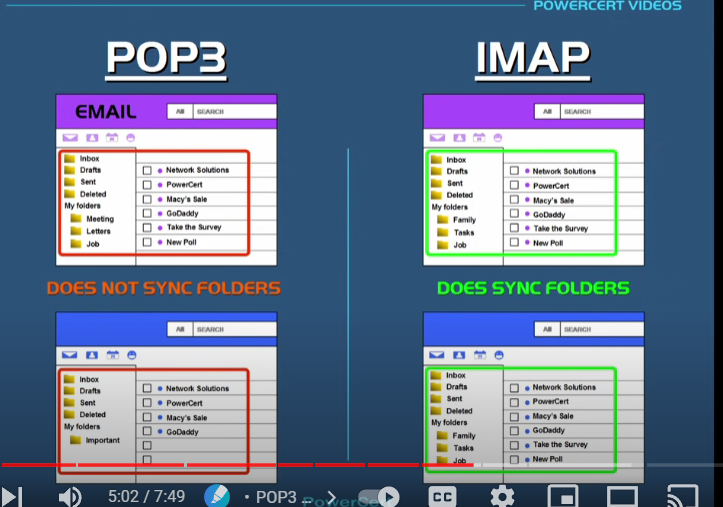 POWERCERT VIDEOS
POP3
IMAP
EMAIL
All SEARCH
Inbox
Drafts
Sent
Deleted
My folders
Meeting
Letters
Job
Network Solutions
PowerCert
Macy's Sale
GoDaddy
Take the Survey
New Poll
All SEARCH
Inbox
Drafts
Sent
Deleted
My folders
Family
Tasks
Job
Network Solutions
PowerCert
Macy's Sale
GoDaddy
Take the Survey
New Poll
DOES NOT SYNC FOLDERS
DOES SYNC FOLDERS
All SEARCH
Inbox
Drafts
Sent
Deleted
My folders
Important
Network Solutions
PowerCert
Macy's Sale
GoDaddy
All SEARCH
Inbox
Drafts
Sent
Deleted
My folders
Family
Tasks
Job
Network Solutions
PowerCert
Macy's Sale
GoDaddy
Take the Survey
New Poll
5:02 / 7:49 • POP3 ...
CC